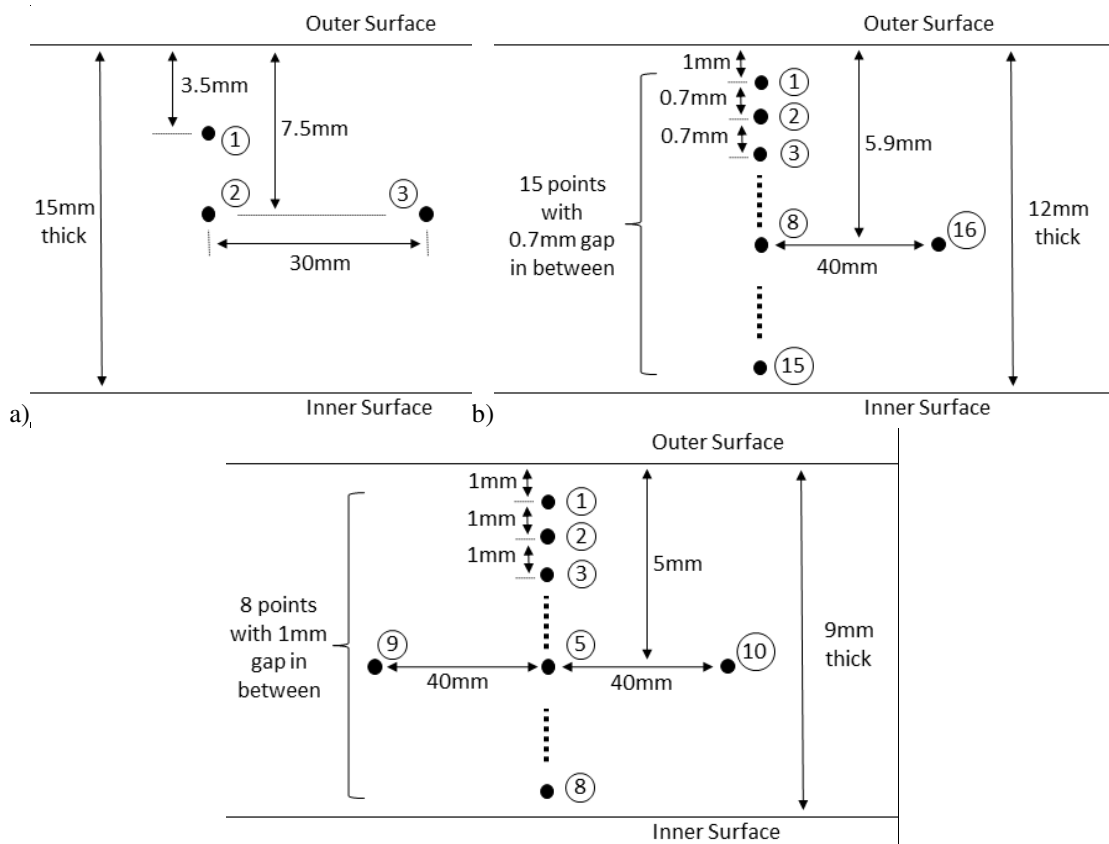 Outer Surface
3.5mm
7.5mm
1
2
3
15mm
thick
30mm
Inner Surface
a)
Outer Surface
1mm
1
0.7mm
2
0.7mm
3
5.9mm
15 points
with
0.7mm gap
in between
8
16
40mm
12mm
thick
15
Inner Surface
b)
Outer Surface
1mm
1
1mm
2
1mm
3
5mm
8 points
with 1mm
gap in
between
9
5
10
40mm
40mm
9mm
thick
8
Inner Surface